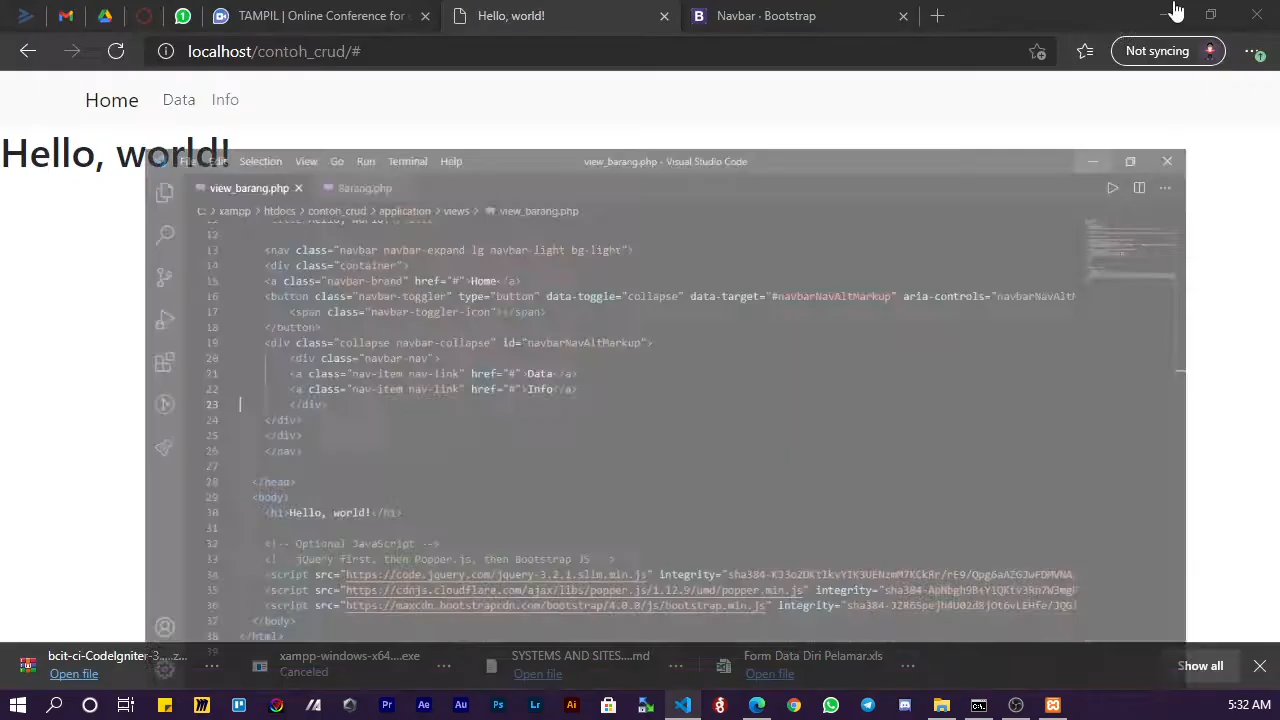 TAMPIL | Online Conference for
Hello, world!
Navbar · Bootstrap
localhost/contoh_crud/#
Not syncing
Home Data Info
Hello, world!
File Edit Selection View Go Run Terminal Help
view_barang.php - Visual Studio Code
view_barang.php
Barang.php
C: > xampp > htdocs > contoh_crud > application > views > view_barang.php
12
13 <nav class="navbar navbar-expand lg navbar-light bg-light">
14 <div class="container">
15 <a class="navbar-brand" href="#">Home</a>
16 <button class="navbar-toggler" type="button" data-toggle="collapse" data-target="#navbarNavAltMarkup" aria-controls="navbarNavAltM
17 <span class="navbar-toggler-icon"></span>
18 </button>
19 <div class="collapse navbar-collapse" id="navbarNavAltMarkup">
20 <div class="navbar-nav">
21 <a class="nav-item nav-link" href="#">Data</a>
22 <a class="nav-item nav-link" href="#">Info</a>
23 </div>
24 </div>
25 </div>
26 </nav>
27
28 </head>
29 <body>
30 <h1>Hello, world!</h1>
31
32 <!-- Optional JavaScript -->
33 <!-- jQuery first, then Popper.js, then Bootstrap JS -->
34 <script src="https://code.jquery.com/jquery-3.2.1.slim.min.js" integrity=
35 <script src="https://cdnjs.cloudflare.com/ajax/libs/popper.js/1.12.9/umd/popper.min.js" integrity=
36 <script src="https://maxcdn.bootstrapcdn.com/bootstrap/4.0.0/js/bootstrap.min.js" integrity=
37 </body>
38 </html>
39
bcit-ci-CodeIgniter-3....z...
Open file
xampp-windows-x64....exe
Canceled
SYSTEMS AND SITES....md
Open file
Form Data Diri Pelamar.xls
Open file
Show all
5:32 AM